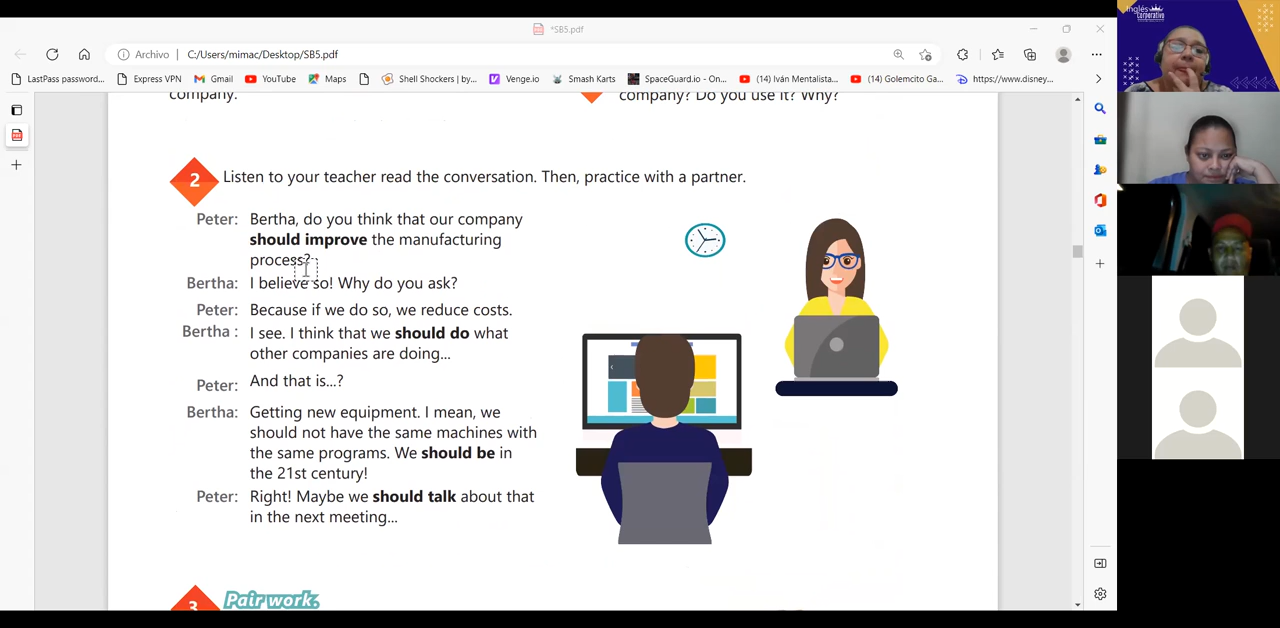 *SB5.pdf
Archivo
C:/Users/mimac/Desktop/SB5.pdf
LastPass password...
Express VPN
Gmail
YouTube
Maps
Shell Shockers | by...
Venge.io
Smash Karts
SpaceGuard.io - On...
(14) Iván Mentalista...
(14) Golemcito Ga...
https://www.disney...
Inglés
Corporativo
company.
company? Do you use it? Why?
2
Listen to your teacher rerd the conversation. Then, practice with a partner.
Peter: Bertha, do you think that our company
should improve the manufacturing
process?
Bertha: I believe so! Why do you ask?
Peter: Because if we do so, we reduce costs.
Bertha : I see. I think that we should do what
other companies are doing...
Peter: And that is...?
Bertha: Getting new equipment. I mean, we
should not have the same machines with
the same programs. We should be in
the 21st century!
Peter: Right! Maybe we should talk about that
in the next meeting...
3
Pair work.